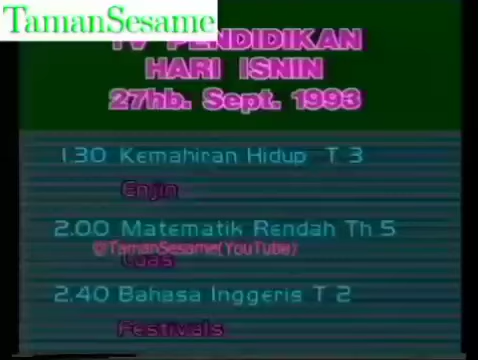 TamanSesame
TV PENDIDIKAN
HARI ISNIN
27hb. Sept. 1993
1.30 Kemahiran Hidup T 3
Enjin
2.00 Matematik Rendah Th 5
@TamanSesame(YouTube)
Luas
2.40 Bahasa Inggeris T 2
Festivals